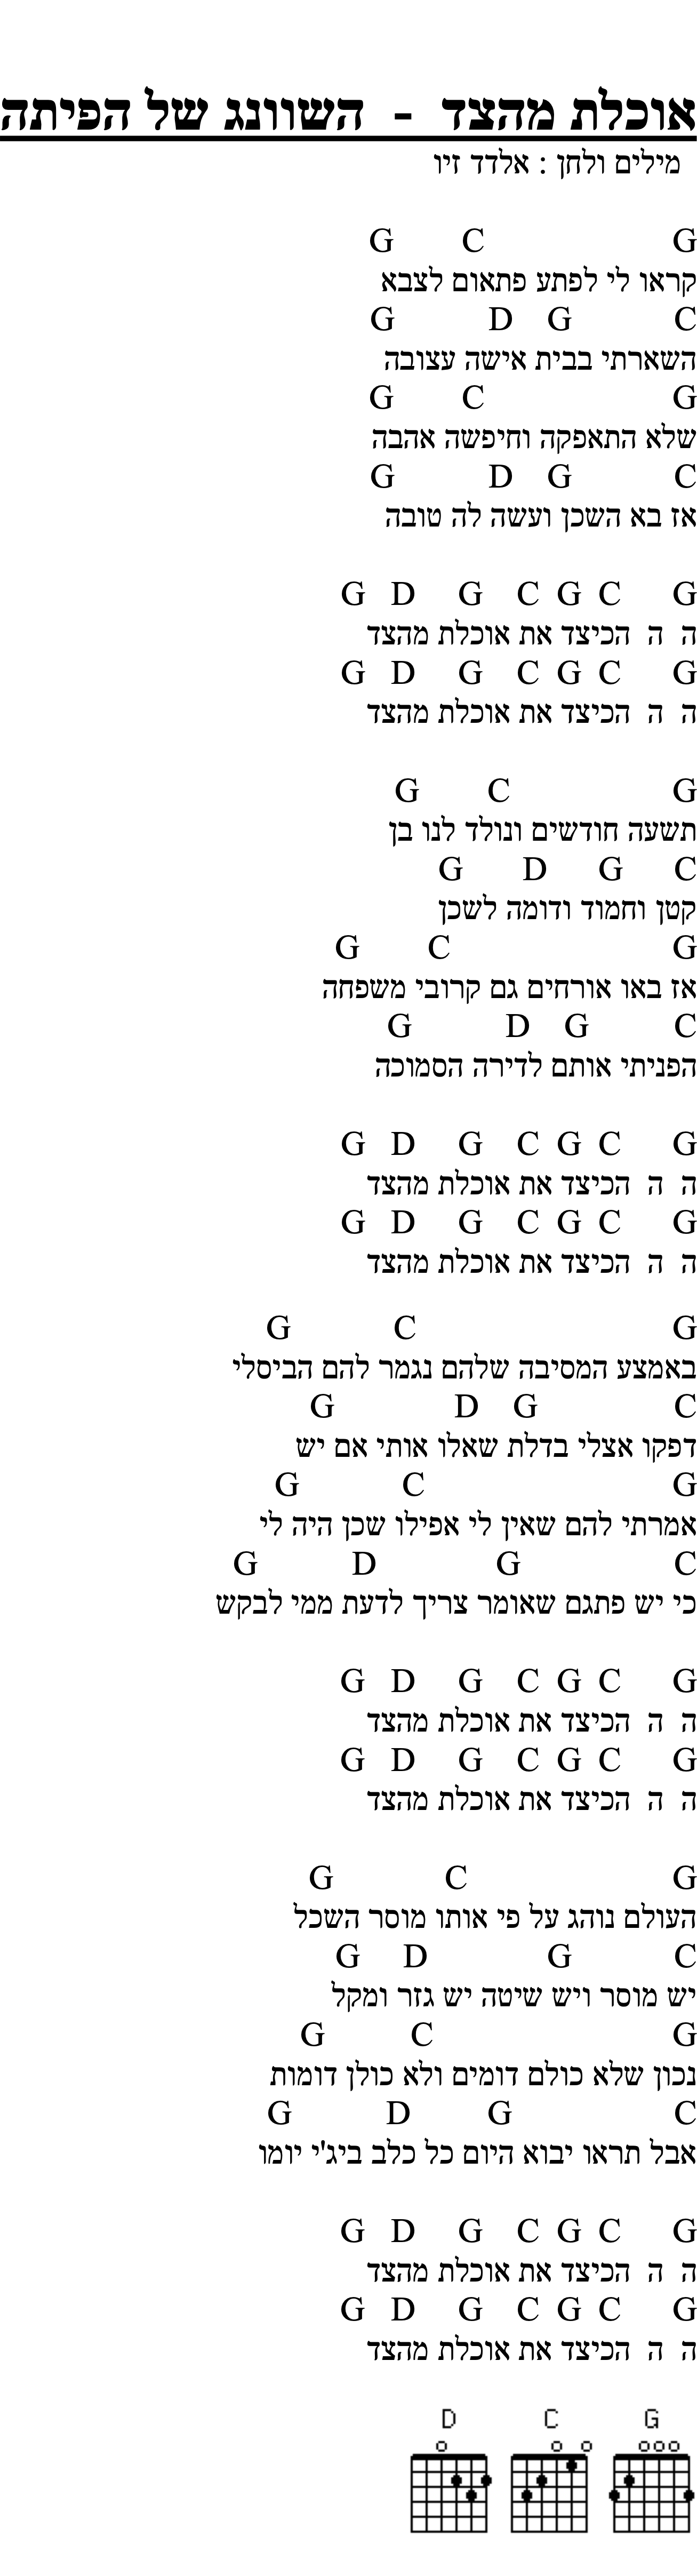 אוכלת מהצד - השוונג של הפיתה
מילים ולחן : אלדד זיו
G C G
קראו לי לפתע פתאום לצבא
C G D G
השארתי בבית אישה עצובה
G C G
שלא התאפקה וחיפשה אהבה
C G D G
אז בא השכן ועשה לה טובה
G C G C G D G
ה ה הכיצד את אוכלת מהצד
G C G C G D G
ה ה הכיצד את אוכלת מהצד
G C G
תשעה חודשים ונולד לנו בן
C G D G
קטן וחמוד ודומה לשכן
G C G
אז באו אורחים גם קרובי משפחה
C G D G
הפניתי אותם לדירה הסמוכה
G C G C G D G
ה ה הכיצד את אוכלת מהצד
G C G C G D G
ה ה הכיצד את אוכלת מהצד
G C G
באמצע המסיבה שלהם נגמר להם הביסלי
C G D G
דפקו אצלי בדלת שאלו אותי אם יש
G C G
אמרתי להם שאין לי אפילו שכן היה לי
C G D G
כי יש פתגם שאומר צריך לדעת ממי לבקש
G C G C G D G
ה ה הכיצד את אוכלת מהצד
G C G C G D G
ה ה הכיצד את אוכלת מהצד
G C G
העולם נוהג על פי אותו מוסר השכל
C G D G
יש מוסר ויש שיטה יש גזר ומקל
G C G
נכון שלא כולם דומים ולא כולן דומות
C G D G
אבל תראו יבוא היום כל כלב ביג'י יומו
G C G C G D G
ה ה הכיצד את אוכלת מהצד
G C G C G D G
ה ה הכיצד את אוכלת מהצד
G C D